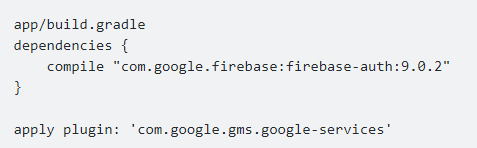 app/build.gradle
dependencies {
    compile "com.google.firebase:firebase-auth:9.0.2"
}
apply plugin: 'com.google.gms.google-services'